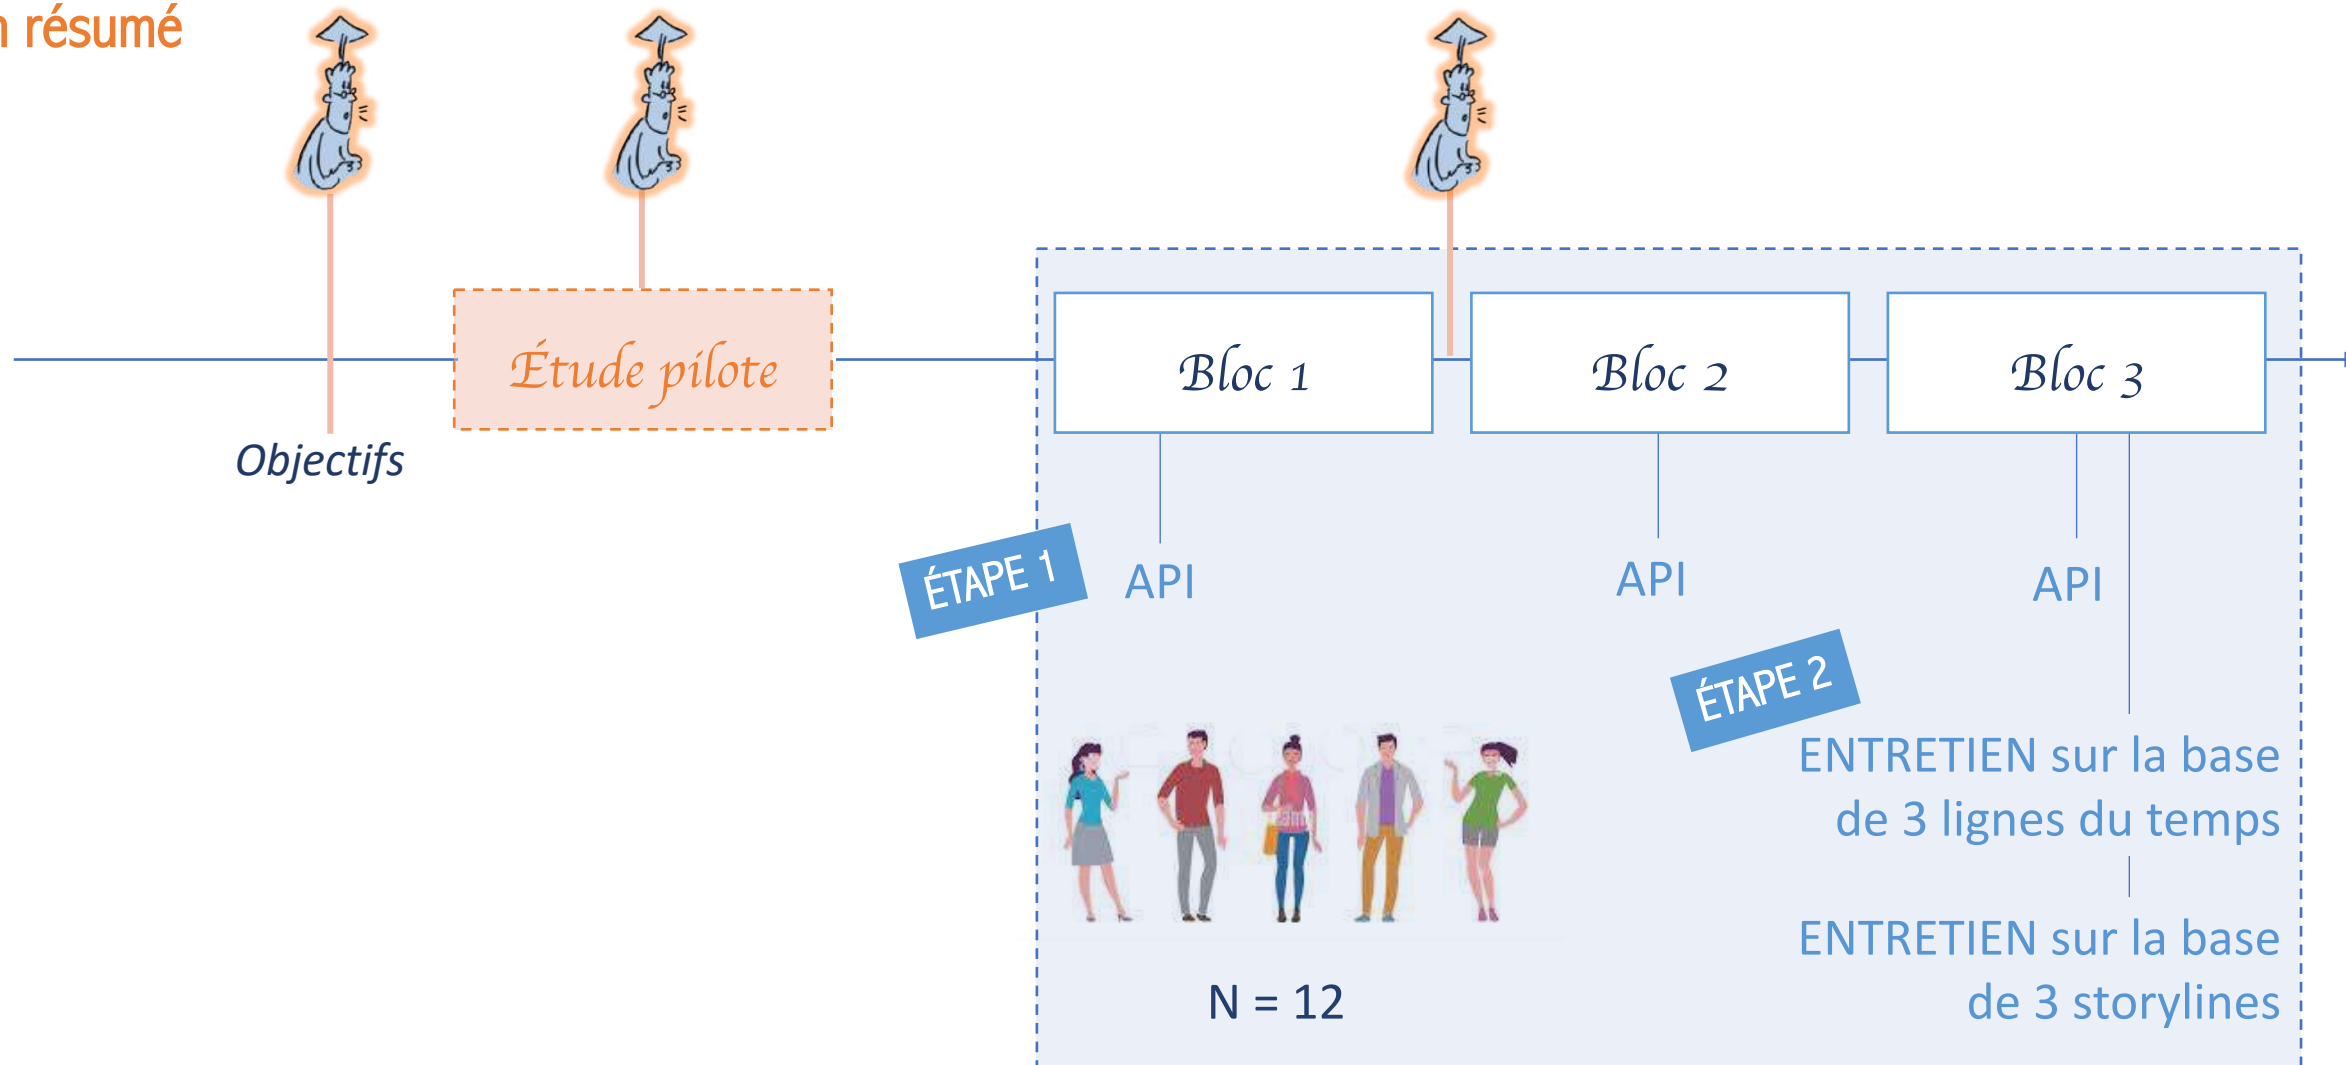 résumé
Étude pilote
Bloc 1
Bloc 2
Bloc 3
Objectifs
ÉTAPE 1
API
API
API
ÉTAPE 2
ENTRETIEN sur la base
de 3 lignes du temps
ENTRETIEN sur la base
de 3 storylines
N = 12